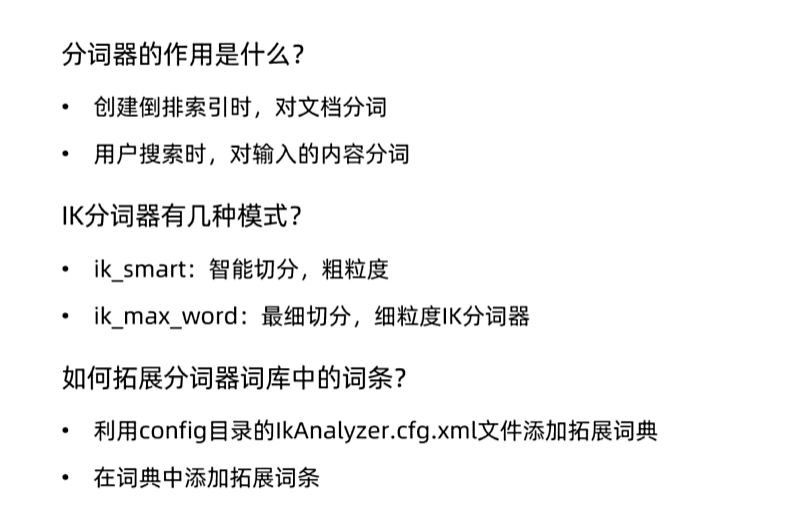 分词器的作用是什么？
• 创建倒排索引时，对文档分词
• 用户搜索时，对输入的内容分词
IK分词器有几种模式？
• ik_smart：智能切分，粗粒度
• ik_max_word：最细切分，细粒度IK分词器
如何拓展分词器词库中的词条？
• 利用config目录的IkAnalyzer.cfg.xml文件添加拓展词典
• 在词典中添加拓展词条